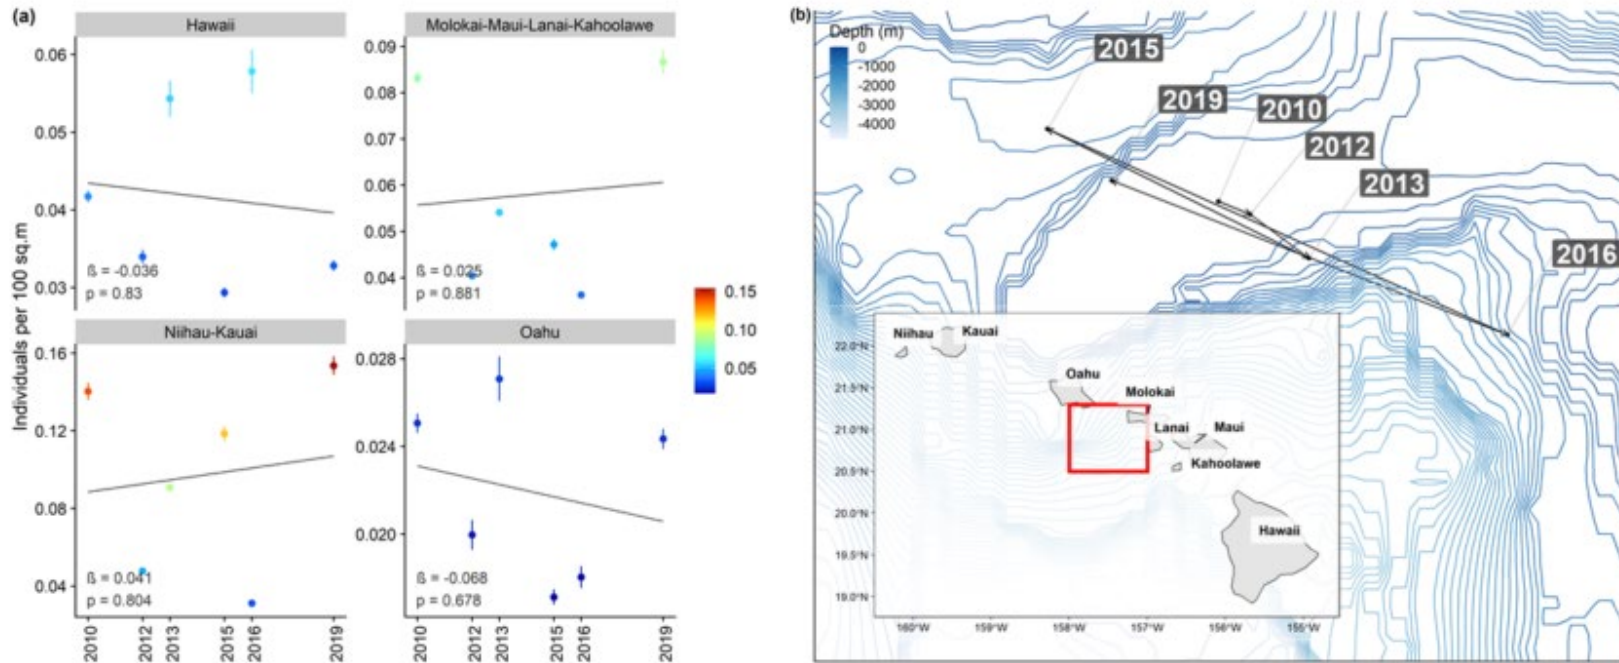 (a)
Hawaii
Molokai-Maui-Lanai-Kahoolawe
Individuals per 100 sq.m
0.06
0.05
0.04
0.03
ß = -0.036
p = 0.83
0.09
0.08
0.07
0.06
0.05
0.04
ß = 0.025
p = 0.881
Niihau-Kauai
Oahu
0.16
0.12
0.08
0.04
ß = 0.041
p = 0.804
0.028
0.024
0.020
ß = -0.068
p = 0.678
2010
2012
2013
2015
2016
2019
2010
2012
2013
2015
2016
2019
0.15
0.10
0.05
(b)
Depth (m)
0
-1000
-2000
-3000
-4000
2015
2019
2010
2012
2013
2016
Niihau
Kauai
Oahu
Molokai
Lanai
Maui
Kahoolawe
Hawaii
22.0°N
21.5°N
21.0°N
20.5°N
20.0°N
19.5°N
19.0°N
160°W
159°W
158°W
157°W
156°W
155°W